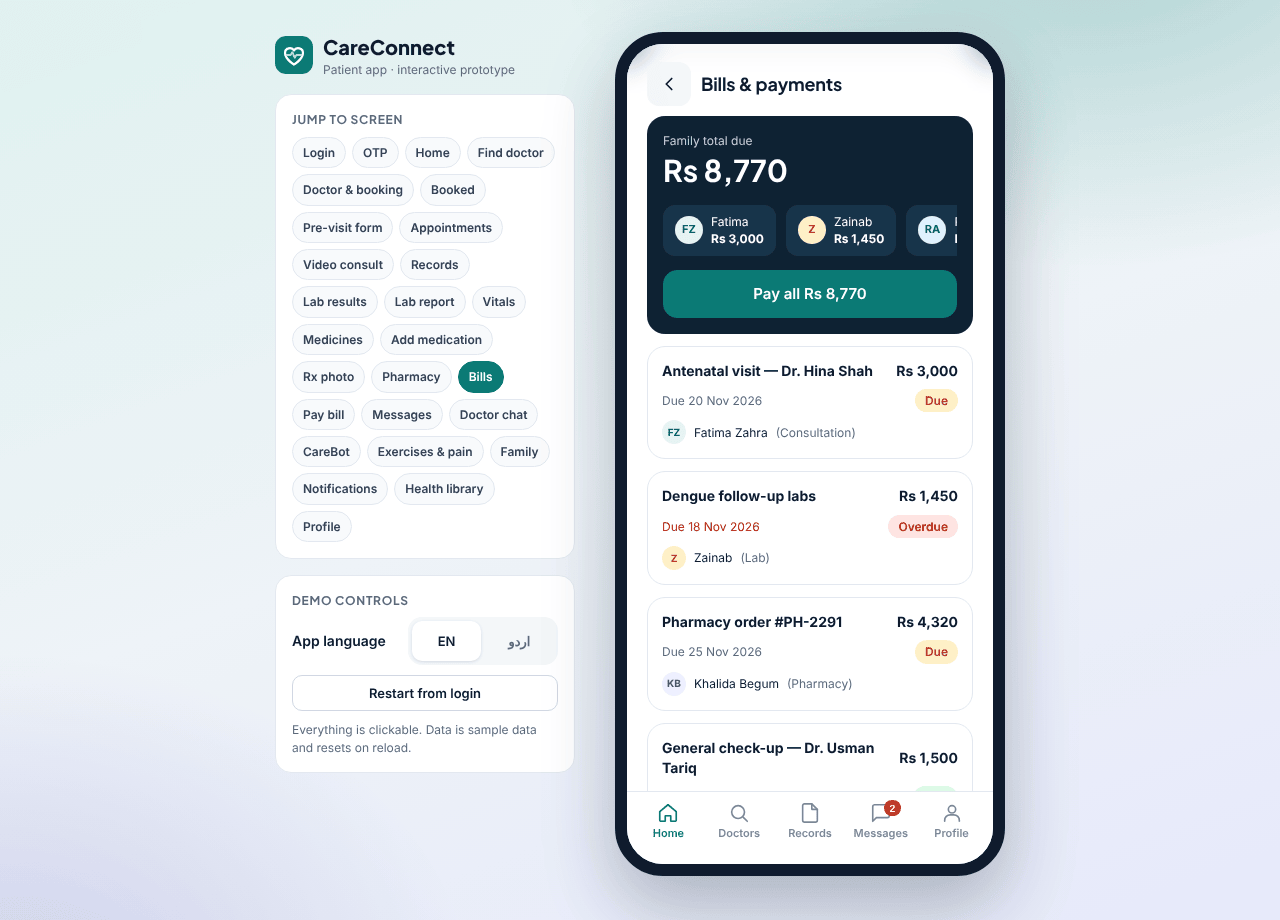 CareConnect
Patient app · interactive prototype
JUMP TO SCREEN
Login
OTP
Home
Find doctor
Doctor & booking
Booked
Pre-visit form
Appointments
Video consult
Records
Lab results
Lab report
Vitals
Medicines
Add medication
Rx photo
Pharmacy
Bills
Pay bill
Messages
Doctor chat
CareBot
Exercises & pain
Family
Notifications
Health library
Profile
DEMO CONTROLS
App language
EN
اردو
Restart from login
Everything is clickable. Data is sample data
and resets on reload.
Bills & payments
Family total due
Rs 8,770
FZ
Fatima
Rs 3,000
Z
Zainab
Rs 1,450
RA
Pay all Rs 8,770
Antenatal visit — Dr. Hina Shah
Rs 3,000
Due 20 Nov 2026
Due
FZ
Fatima Zahra (Consultation)
Dengue follow-up labs
Rs 1,450
Due 18 Nov 2026
Overdue
Z
Zainab (Lab)
Pharmacy order #PH-2291
Rs 4,320
Due 25 Nov 2026
Due
KB
Khalida Begum (Pharmacy)
General check-up — Dr. Usman
Tariq
Rs 1,500
Home
Doctors
Records
2
Messages
Profile